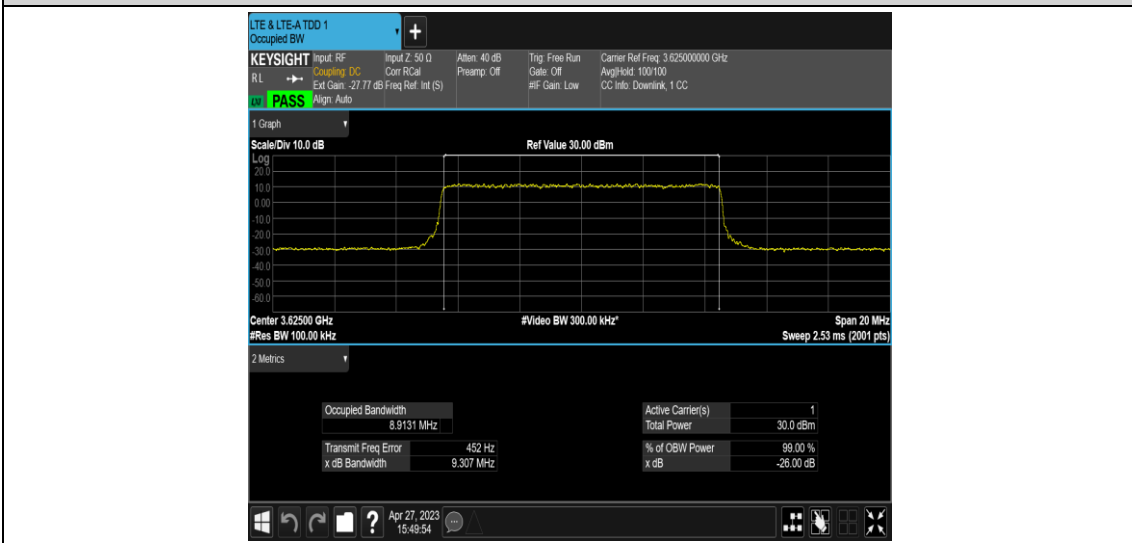 LTE & LTE-A TDD 1
Occupied BW
KEYSIGHT Input: RF Input Z: 50 Ω Atten: 40 dB Trig: Free Run Carrier Ref Freq: 3.625000000 GHz
RL Coupling: DC Corr RCal Preamp: Off Gate: Off Avg|Hold: 100/100
Ext Gain: -27.77 dB Freq Ref: Int (S) #IF Gain: Low CC Info: Downlink, 1 CC
LXI PASS Align: Auto
1 Graph
Scale/Div 10.0 dB Ref Value 30.00 dBm
Log
20.0
10.0
0.00
-10.0
-20.0
-30.0
-40.0
-50.0
-60.0
Center 3.62500 GHz #Video BW 300.00 kHz* Span 20 MHz
#Res BW 100.00 kHz Sweep 2.53 ms (2001 pts)
2 Metrics
Occupied Bandwidth Active Carrier(s) 1
8.9131 MHz Total Power 30.0 dBm
Transmit Freq Error 452 Hz % of OBW Power 99.00 %
x dB Bandwidth 9.307 MHz x dB -26.00 dB
Apr 27, 2023
15:49:54